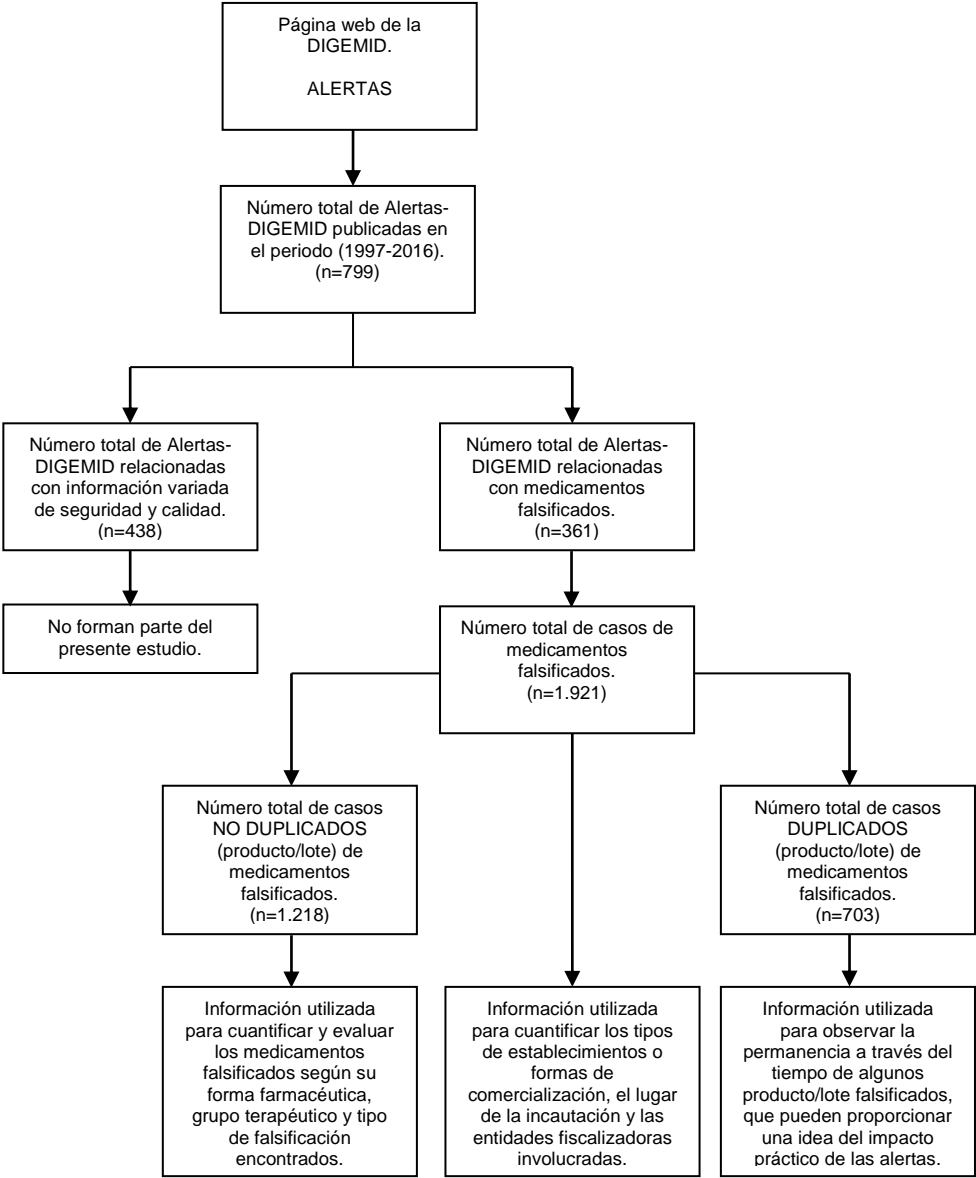 Página web de la
DIGEMID.
ALERTAS
Número total de Alertas-
DIGEMID publicadas en
el periodo (1997-2016).
(n=799)
Número total de Alertas-
DIGEMID relacionadas
con información variada
de seguridad y calidad.
(n=438)
Número total de Alertas-
DIGEMID relacionadas
con medicamentos
falsificados.
(n=361)
No forman parte del
presente estudio.
Número total de casos de
medicamentos
falsificados.
(n=1.921)
Número total de casos
NO DUPLICADOS
(producto/lote) de
medicamentos
falsificados.
(n=1.218)
Número total de casos
DUPLICADOS
(producto/lote) de
medicamentos
falsificados.
(n=703)
Información utilizada
para cuantificar y evaluar
los medicamentos
falsificados según su
forma farmacéutica,
grupo terapéutico y tipo
de falsificación
encontrados.
Información utilizada
para cuantificar los tipos
de establecimientos o
formas de
comercialización, el lugar
de la incautación y las
entidades fiscalizadoras
involucradas.
Información utilizada
para observar la
permanencia a través del
tiempo de algunos
producto/lote falsificados,
que pueden proporcionar
una idea del impacto
práctico de las alertas.